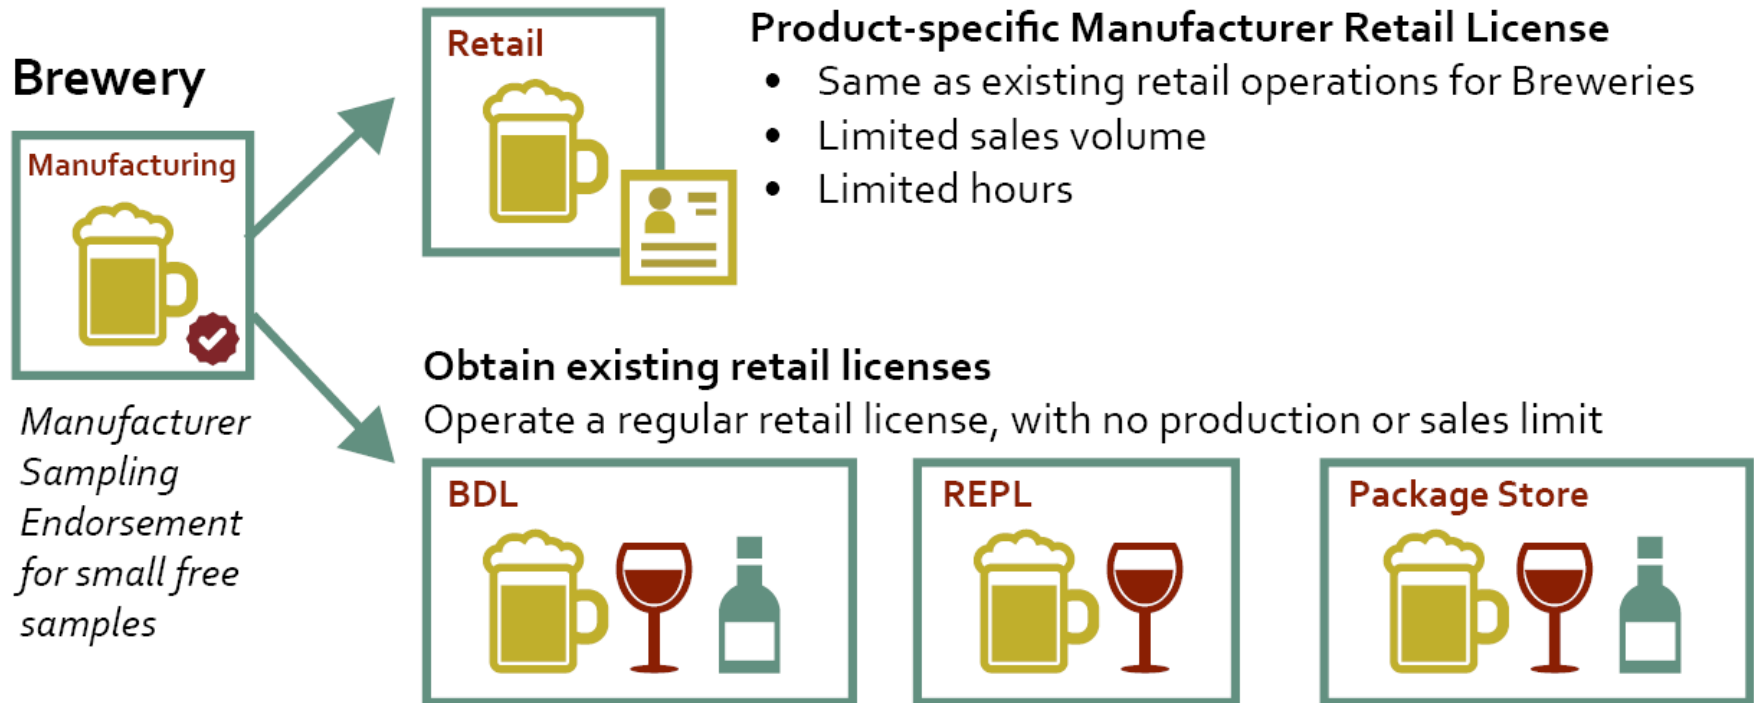 Brewery
Manufacturing
Manufacturer
Sampling
Endorsement
for small free
samples
Retail
Product-specific Manufacturer Retail License
• Same as existing retail operations for Breweries
• Limited sales volume
• Limited hours
Obtain existing retail licenses
Operate a regular retail license, with no production or sales limit
BDL
REPL
Package Store